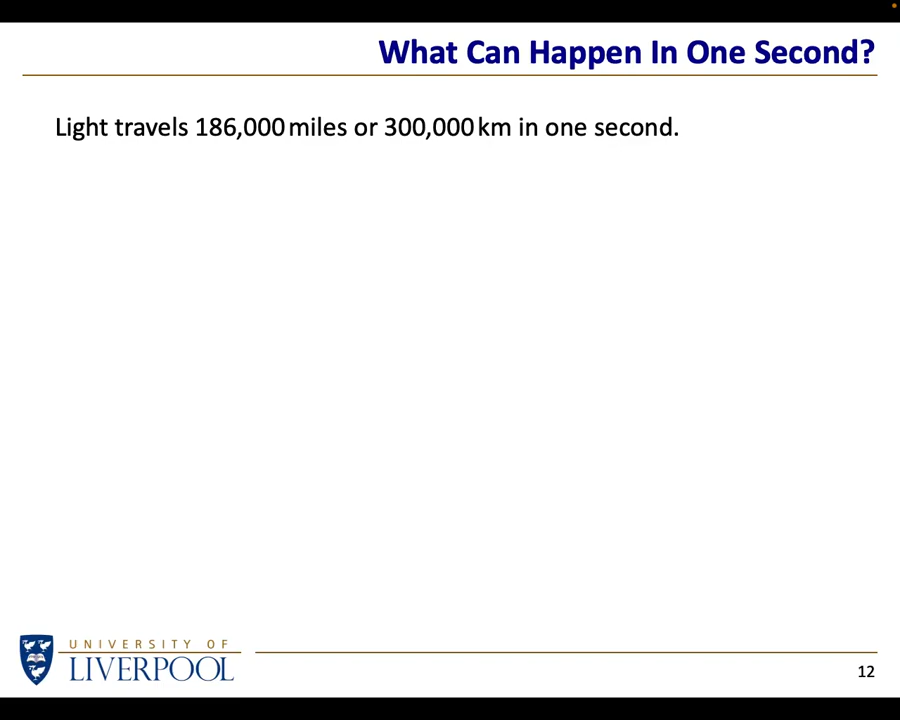 What Can Happen In One Second?
Light travels 186,000 miles or 300,000 km in one second.
UNIVERSITY OF
LIVERPOOL
12